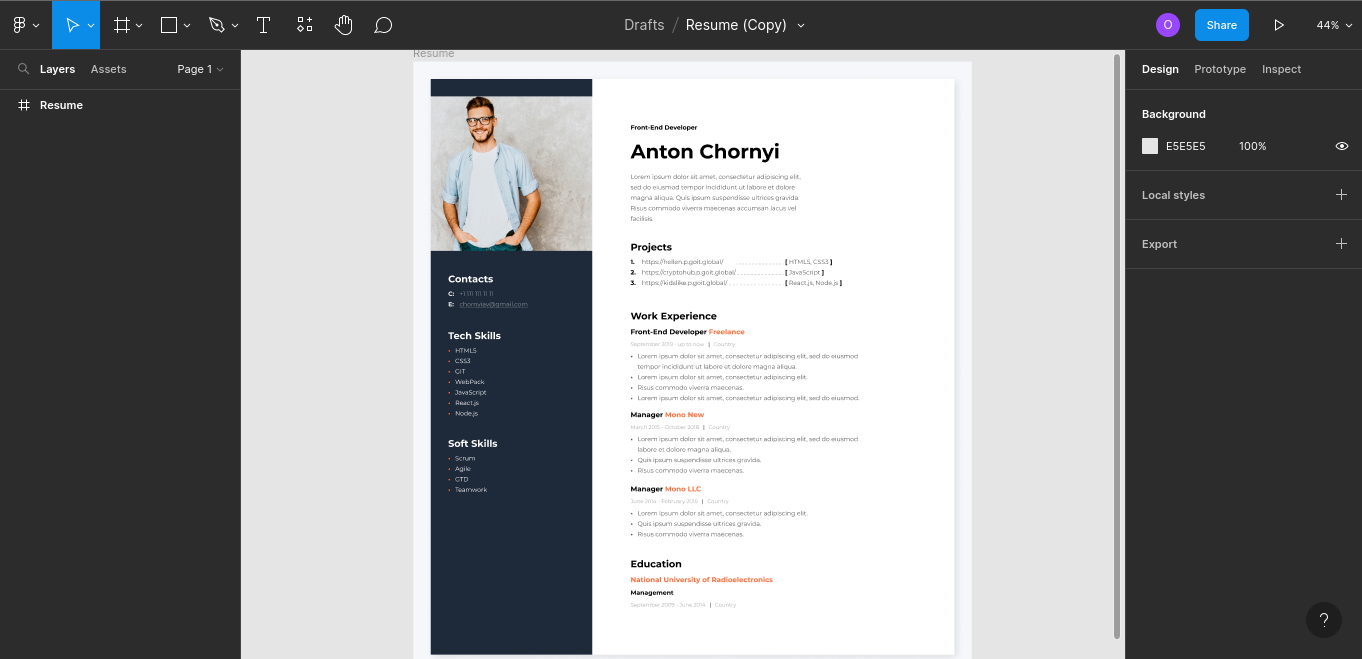 Drafts / Resume (Copy)
O
Share
44%
Layers
Assets
Page 1
Resume
Resume
Front-End Developer
Anton Chornyi
Lorem ipsum dolor sit amet, consectetur adipiscing elit,
sed do eiusmod tempor incididunt ut labore et dolore
magna aliqua. Quis ipsum suspendisse ultrices gravida
Risus commodo viverra maecenas accumsan lacus vel
facilisis.
Projects
1. https://hellen.p.goit.global/ [ HTML5, CSS3 ]
2. https://cryptohub.p.goit.global/ [ JavaScript ]
3. https://kidslike.p.goit.global/ [ React.js, Node.js ]
Contacts
C: +1 111 111 11 11
E: chornyiav@gmail.com
Tech Skills
• HTML5
• CSS3
• GIT
• WebPack
• JavaScript
• React.js
• Node.js
Soft Skills
• Scrum
• Agile
• GTD
• Teamwork
Work Experience
Front-End Developer Freelance
September 2019 - up to now | Country
• Lorem ipsum dolor sit amet, consectetur adipiscing elit, sed do eiusmod
tempor incididunt ut labore et dolore magna aliqua.
• Lorem ipsum dolor sit amet, consectetur adipiscing elit.
• Risus commodo viverra maecenas.
• Lorem ipsum dolor sit amet, consectetur adipiscing elit, sed do eiusmod.
Manager Mono New
March 2015 - October 2018 | Country
• Lorem ipsum dolor sit amet, consectetur adipiscing elit, sed do eiusmod
labore et dolore magna aliqua.
• Quis ipsum suspendisse ultrices gravida.
• Risus commodo viverra maecenas.
Manager Mono LLC
June 2014 - February 2015 | Country
• Lorem ipsum dolor sit amet, consectetur adipiscing elit.
• Quis ipsum suspendisse ultrices gravida.
• Risus commodo viverra maecenas.
Education
National University of Radioelectronics
Management
September 2009 - June 2014 | Country
Design
Prototype
Inspect
Background
E5E5E5
100%
Local styles
Export
?